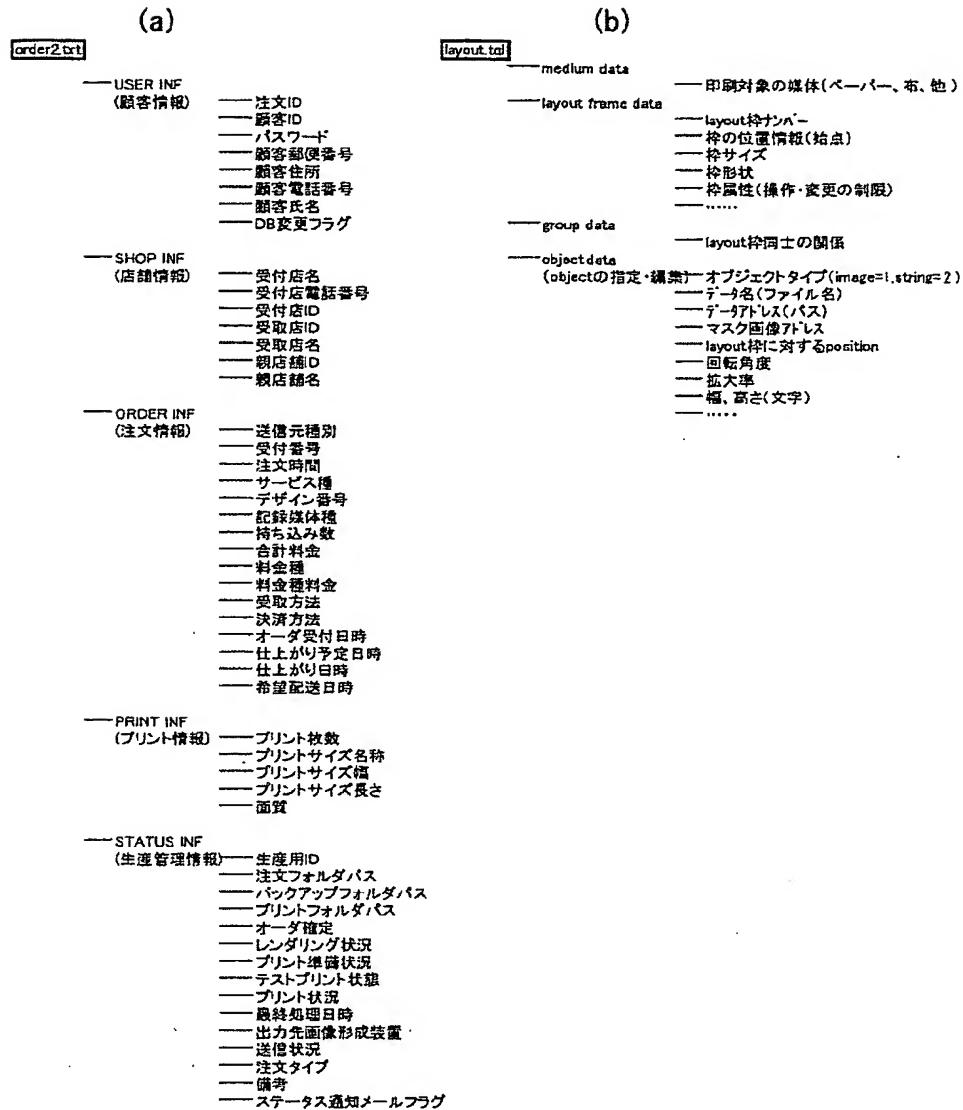 (a)
order2.txt
USER INF
(顧客情報)
注文ID
顧客ID
パスワード
顧客郵便番号
顧客住所
顧客電話番号
顧客氏名
DB変更フラグ
SHOP INF
(店舗情報)
受付店名
受付店電話番号
受付店ID
受取店ID
受取店名
親店舗ID
親店舗名
ORDER INF
(注文情報)
送信元種別
受付番号
注文時間
サービス種
デザイン番号
記録媒体種
持ち込み数
合計料金
料金種
料金種料金
受取方法
決済方法
オーダ受付日時
仕上がり予定日時
仕上がり日時
希望配送日時
PRINT INF
(プリント情報)
プリント枚数
プリントサイズ名称
プリントサイズ幅
プリントサイズ長さ
面質
STATUS INF
(生産管理情報)
生産用ID
注文フォルダパス
バックアップフォルダパス
プリントフォルダパス
オーダ確定
レンダリング状況
プリント準備状況
テストプリント状態
プリント状況
最終処理日時
出力先画像形成装置
送信状況
注文タイプ
備考
ステータス通知メールフラグ
(b)
layout.tal
medium data
印刷対象の媒体(ペーパー、布、他)
layout frame data
layout枠ナンバー
枠の位置情報(始点)
枠サイズ
枠形状
枠属性(操作・変更の制限)
……
group data
layout枠同士の関係
object data
(objectの指定・編集)
オブジェクトタイプ(image=1,string=2)
データ名(ファイル名)
データアドレス(パス)
マスク画像アドレス
layout枠に対するposition
回転角度
拡大率
幅、高さ(文字)
……